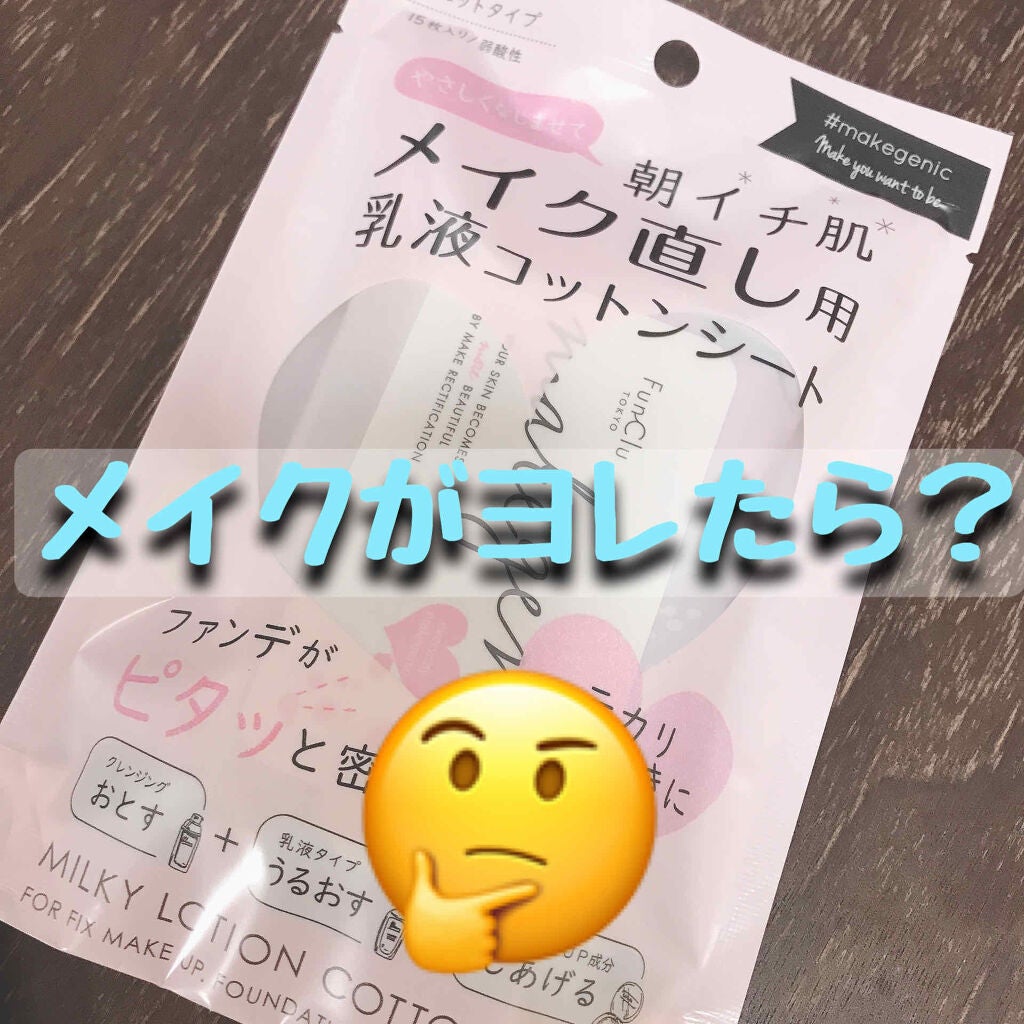 15枚入り/弱酸性
やさしくなじませて
#makegenic
Make you want to be
朝イチ肌
メイク直し用
乳液コットンシート
FunClu
TOKYO
SKIN BECOMES
BEAUTIFUL
BY MAKE RECTIFICATION
メイクがヨレたら?
ファンデが
ピタッと密
テカリ
に
クレンジング
おとす
+
乳液タイプ
うるおす
UP成分
あげる
MILKY LOTION COTTO
FOR FIX MAKE UP. FOUNDATI